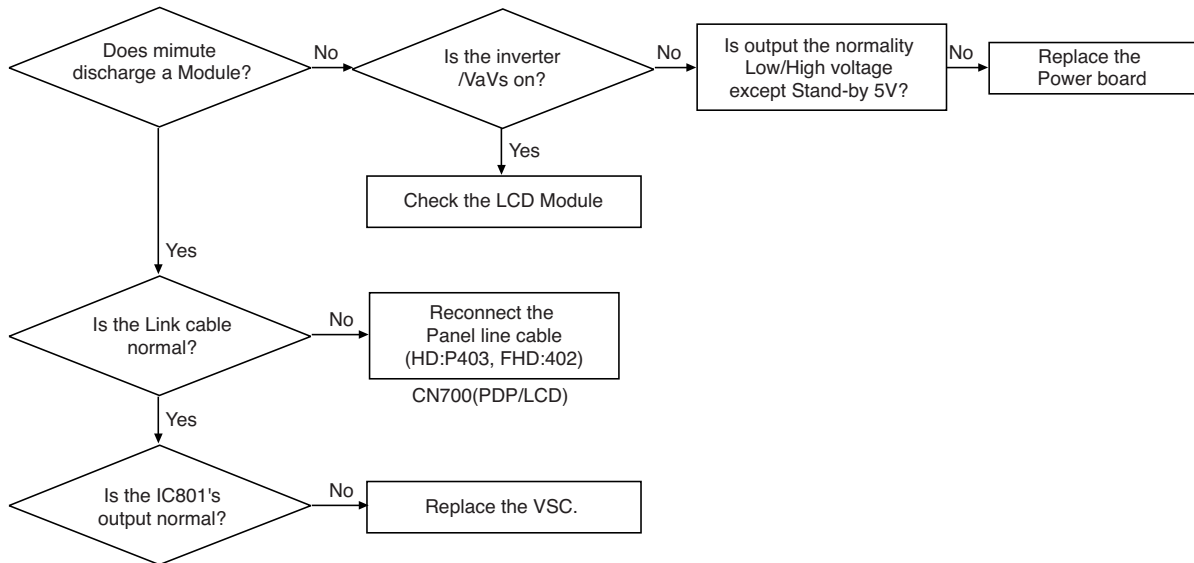 Does mimute
discharge a Module?
No
Is the inverter
/VaVs on?
No
Is output the normality
Low/High voltage
except Stand-by 5V?
No
Replace the
Power board
Yes
Check the LCD Module
Yes
Is the Link cable
normal?
No
Reconnect the
Panel line cable
(HD:P403, FHD:402)
CN700(PDP/LCD)
Yes
Is the IC801's
output normal?
No
Replace the VSC.